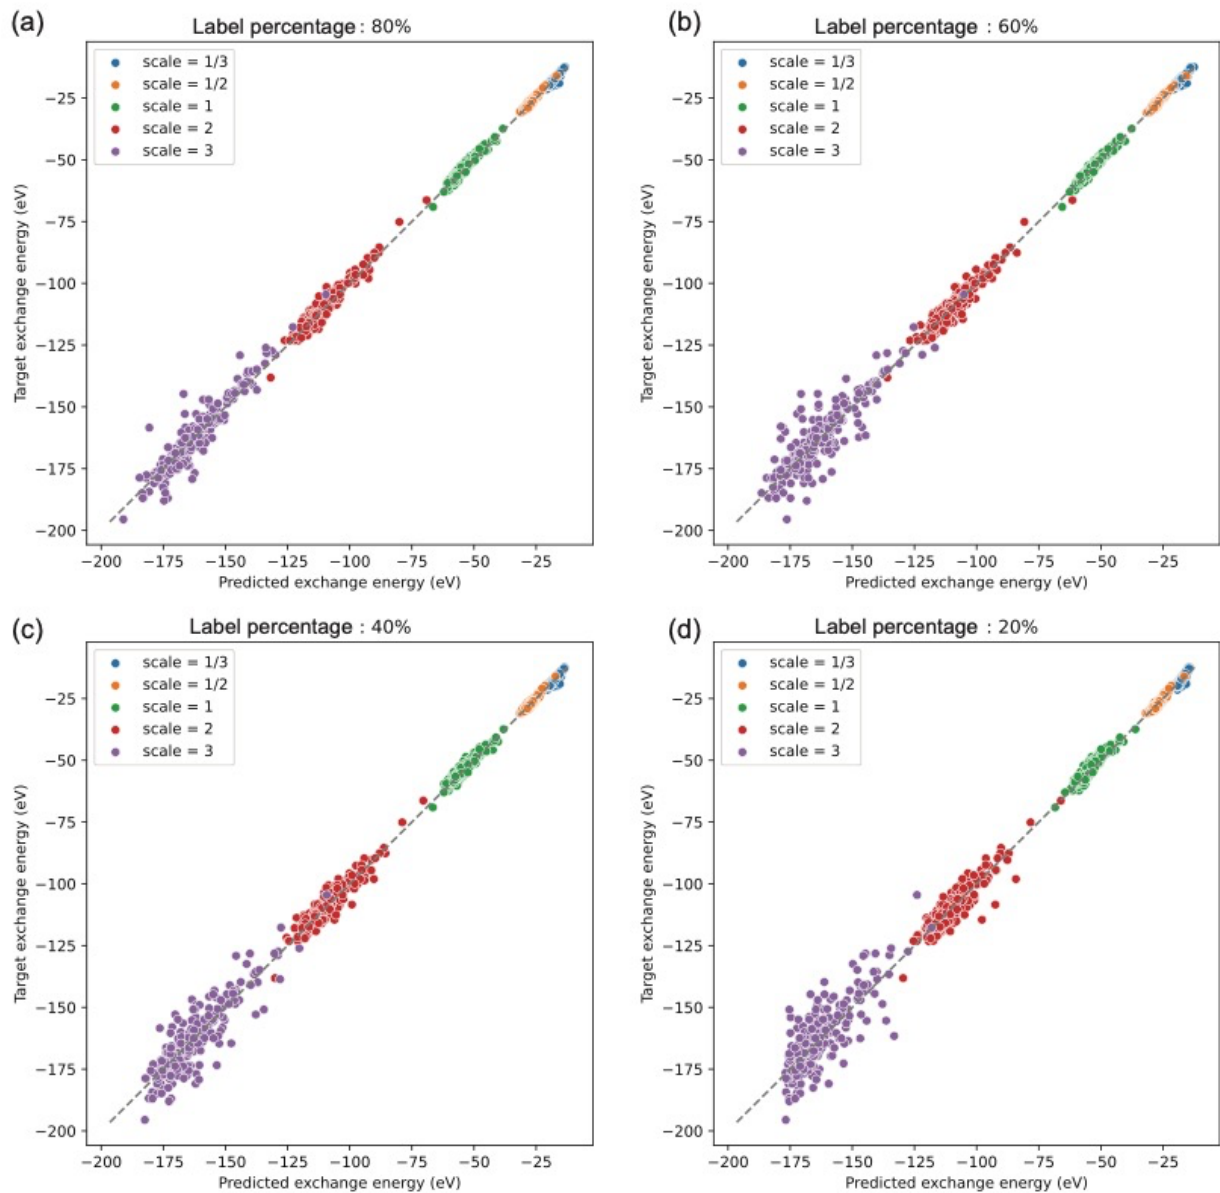 (a)
Label percentage : 80%
scale = 1/3
scale = 1/2
scale = 1
scale = 2
scale = 3
−25
−50
−75
−100
−125
−150
−175
−200
Target exchange energy (eV)
−200 −175 −150 −125 −100 −75 −50 −25
Predicted exchange energy (eV)
(b)
Label percentage : 60%
scale = 1/3
scale = 1/2
scale = 1
scale = 2
scale = 3
−25
−50
−75
−100
−125
−150
−175
−200
Target exchange energy (eV)
−200 −175 −150 −125 −100 −75 −50 −25
Predicted exchange energy (eV)
(c)
Label percentage : 40%
scale = 1/3
scale = 1/2
scale = 1
scale = 2
scale = 3
−25
−50
−75
−100
−125
−150
−175
−200
Target exchange energy (eV)
−200 −175 −150 −125 −100 −75 −50 −25
Predicted exchange energy (eV)
(d)
Label percentage : 20%
scale = 1/3
scale = 1/2
scale = 1
scale = 2
scale = 3
−25
−50
−75
−100
−125
−150
−175
−200
Target exchange energy (eV)
−200 −175 −150 −125 −100 −75 −50 −25
Predicted exchange energy (eV)